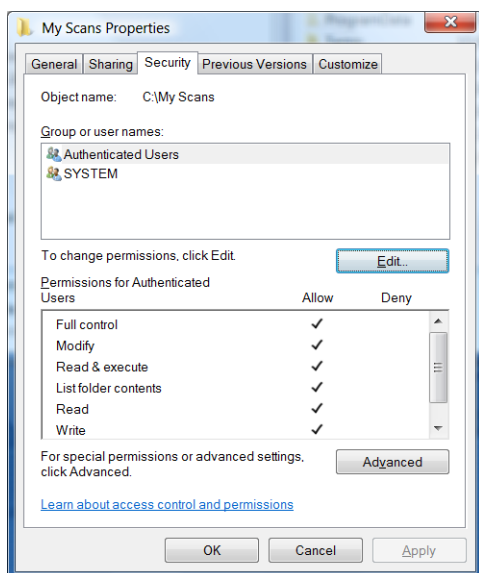 My Scans Properties
General Sharing Security Previous Versions Customize
Object name: C:\My Scans
Group or user names:
Authenticated Users
SYSTEM
To change permissions, click Edit.
Edit...
Permissions for Authenticated
Users Allow Deny
Full control
Modify
Read & execute
List folder contents
Read
Write
For special permissions or advanced settings,
click Advanced.
Advanced
Learn about access control and permissions
OK Cancel Apply